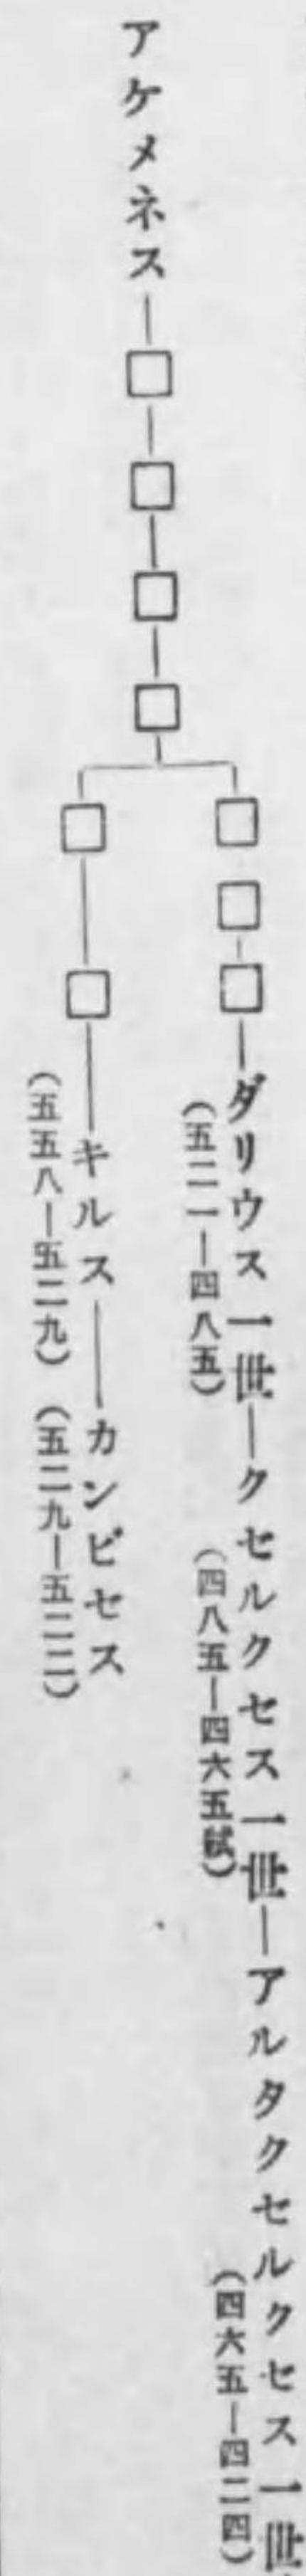 アケメネス―□―□―□―□
□ □―□―ダリウス一世―クセルクセス一世―アルタクセルクセス一世
(五二一―四八五) (四八五―四六五弑) (四六五―四二四)
□―□―キルス―カンビセス
(五五八―五二九) (五二九―五二二)